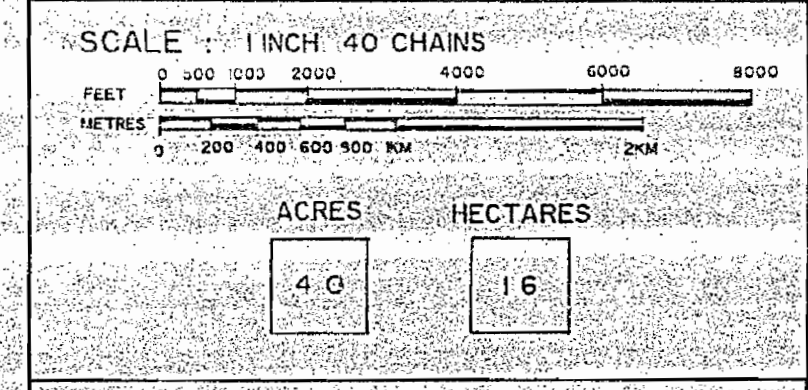 SCALE : 1 INCH 40 CHAINS
0 500 1000 2000 4000 6000 8000
FEET
METRES
0 200 400 600 800 1KM 2KM
ACRES HECTARES
40 16